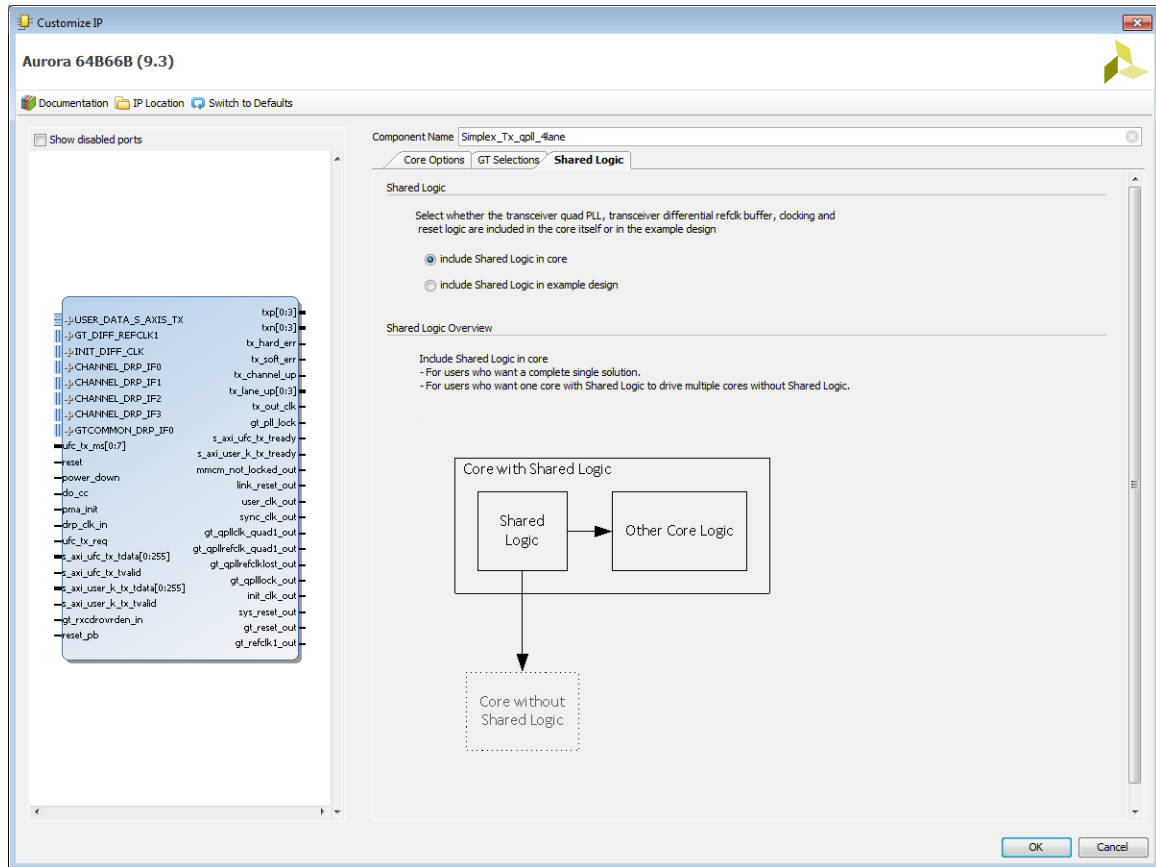 Customize IP
Aurora 64B66B (9.3)
Documentation IP Location Switch to Defaults
Show disabled ports
USER_DATA_S_AXIS_TX
GT_DIFF_REFCLK1
INIT_DIFF_CLK
CHANNEL_DRP_IF0
CHANNEL_DRP_IF1
CHANNEL_DRP_IF2
CHANNEL_DRP_IF3
GTCOMMON_DRP_IF0
ufc_tx_ms[0:7]
reset
power_down
do_cc
pma_init
drp_clk_in
ufc_tx_req
s_axi_ufc_tx_tdata[0:255]
s_axi_ufc_tx_tvalid
s_axi_user_k_tx_tdata[0:255]
s_axi_user_k_tx_tvalid
gt_rxcdrovrden_in
reset_pb
txp[0:3]
txn[0:3]
tx_hard_err
tx_soft_err
tx_channel_up
tx_lane_up[0:3]
tx_out_clk
gt_pll_lock
s_axi_ufc_tx_tready
s_axi_user_k_tx_tready
mmcm_not_locked_out
link_reset_out
user_clk_out
sync_clk_out
gt_qpllclk_quad1_out
gt_qpllrefclk_quad1_out
gt_qpllrefclklost_out
gt_qplllock_out
init_clk_out
sys_reset_out
gt_reset_out
gt_refclk1_out
Component Name Simplex_Tx_qpll_4lane
Core Options GT Selections Shared Logic
Shared Logic
Select whether the transceiver quad PLL, transceiver differential refclk buffer, clocking and
reset logic are included in the core itself or in the example design
include Shared Logic in core
include Shared Logic in example design
Shared Logic Overview
Include Shared Logic in core
- For users who want a complete single solution.
- For users who want one core with Shared Logic to drive multiple cores without Shared Logic.
Core with Shared Logic
Shared
Logic
Other Core Logic
Core without
Shared Logic
OK Cancel